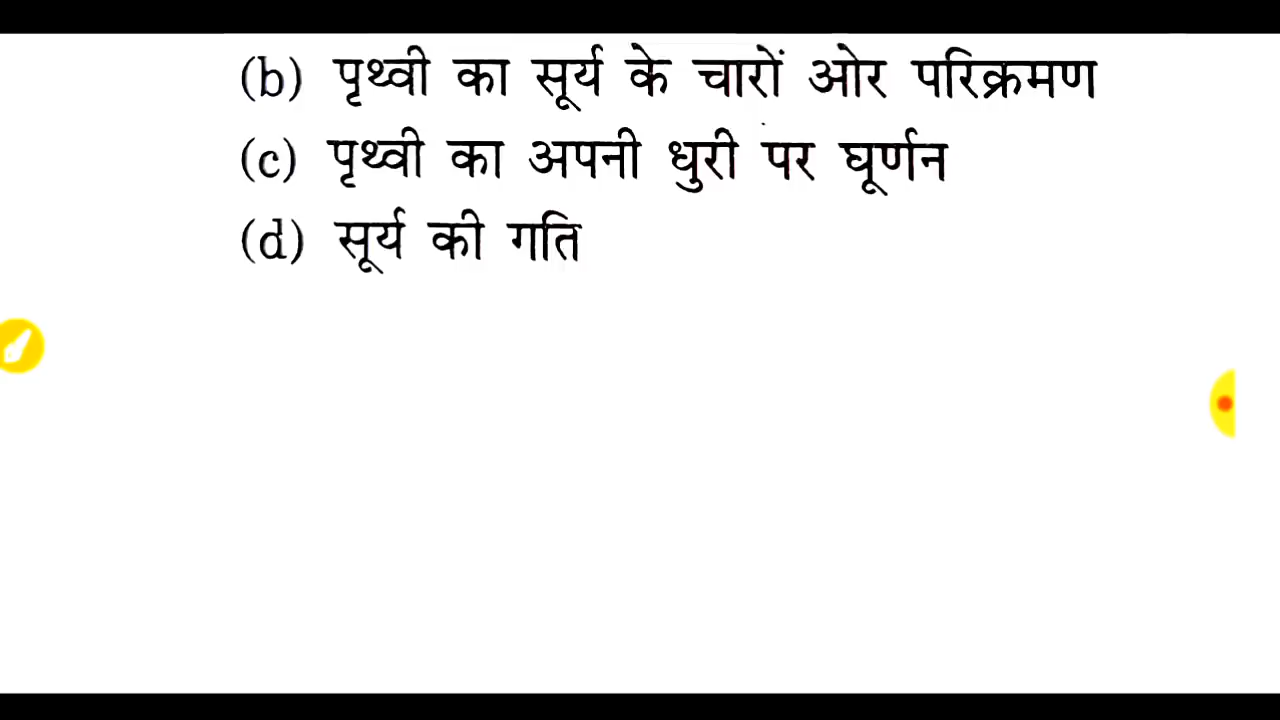 (b) पृथ्वी का सूर्य के चारों ओर परिक्रमण
(c) पृथ्वी का अपनी धुरी पर घूर्णन
(d) सूर्य की गति